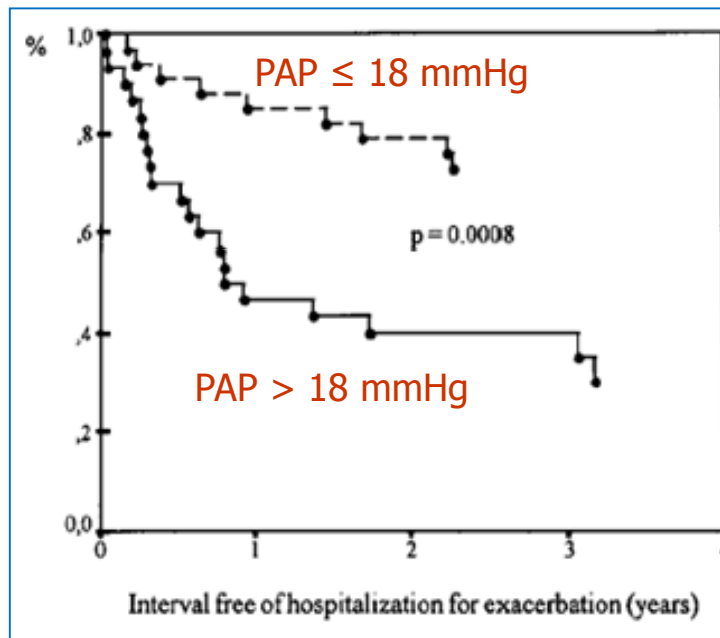 %
1,0
PAP ≤ 18 mmHg
,8
p = 0.0008
,6
,4
PAP > 18 mmHg
,2
0,0
0 1 2 3
Interval free of hospitalization for exacerbation (years)